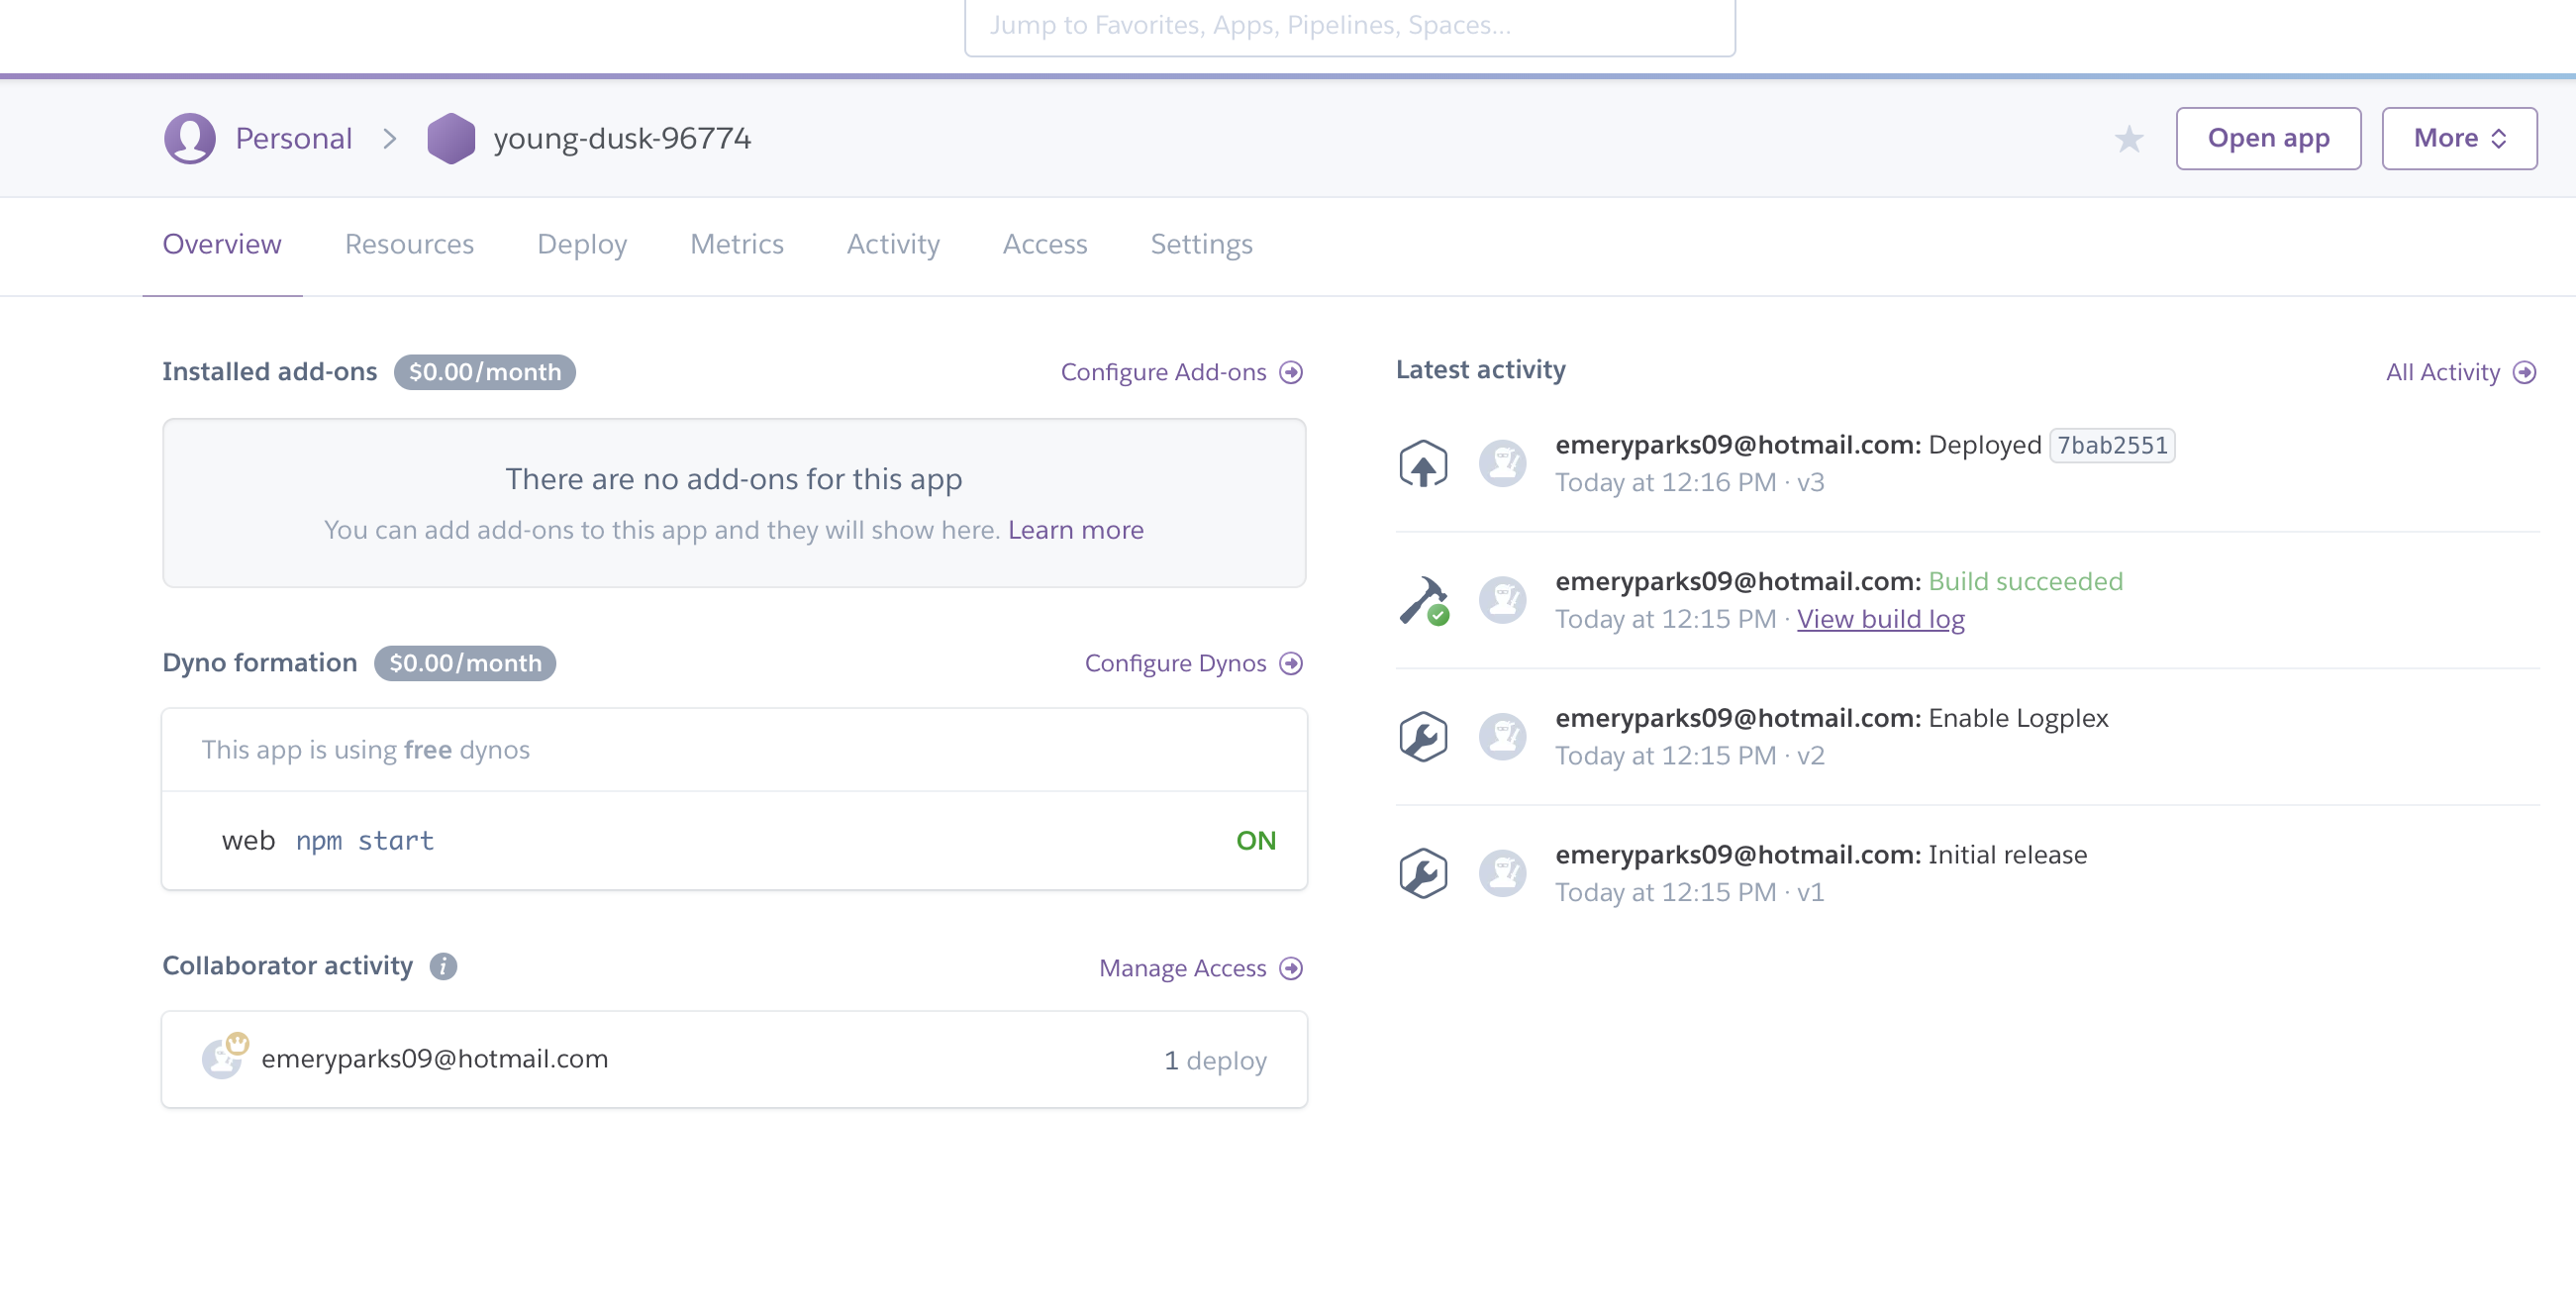 Jump to Favorites, Apps, Pipelines, Spaces...
Personal > young-dusk-96774
Open app
More
Overview Resources Deploy Metrics Activity Access Settings
Installed add-ons $0.00/month
Configure Add-ons
There are no add-ons for this app
You can add add-ons to this app and they will show here. Learn more
Dyno formation $0.00/month
Configure Dynos
This app is using free dynos
web npm start ON
Collaborator activity i
Manage Access
emeryparks09@hotmail.com 1 deploy
Latest activity
All Activity
emeryparks09@hotmail.com: Deployed 7bab2551
Today at 12:16 PM · v3
emeryparks09@hotmail.com: Build succeeded
Today at 12:15 PM · View build log
emeryparks09@hotmail.com: Enable Logplex
Today at 12:15 PM · v2
emeryparks09@hotmail.com: Initial release
Today at 12:15 PM · v1